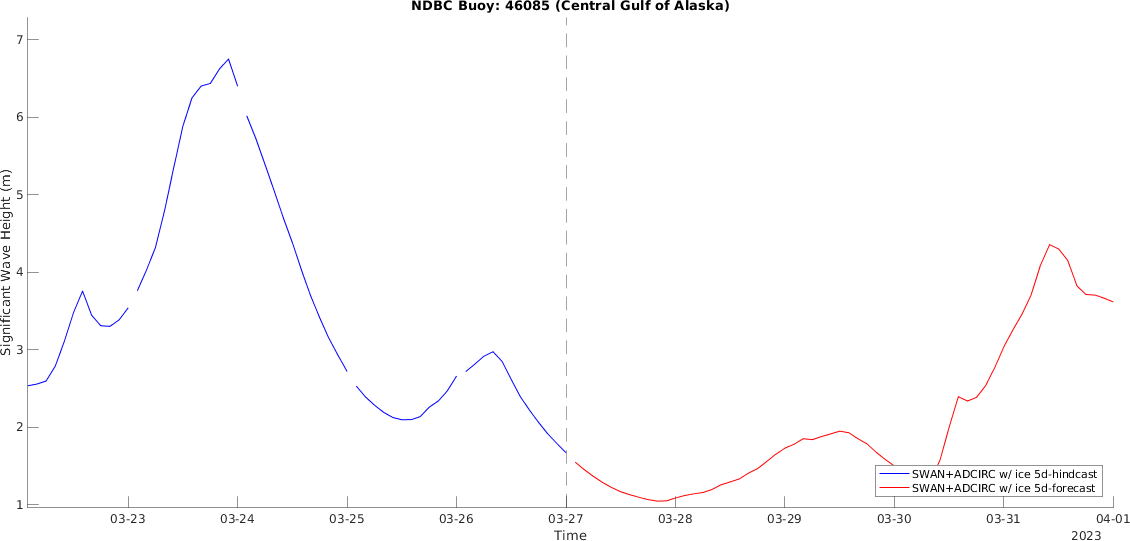 NDBC Buoy: 46085 (Central Gulf of Alaska)
Significant Wave Height (m)
7
6
5
4
3
2
1
SWAN+ADCIRC w/ ice 5d-hindcast
SWAN+ADCIRC w/ ice 5d-forecast
03-23 03-24 03-25 03-26 03-27 03-28 03-29 03-30 03-31 04-01
Time
2023